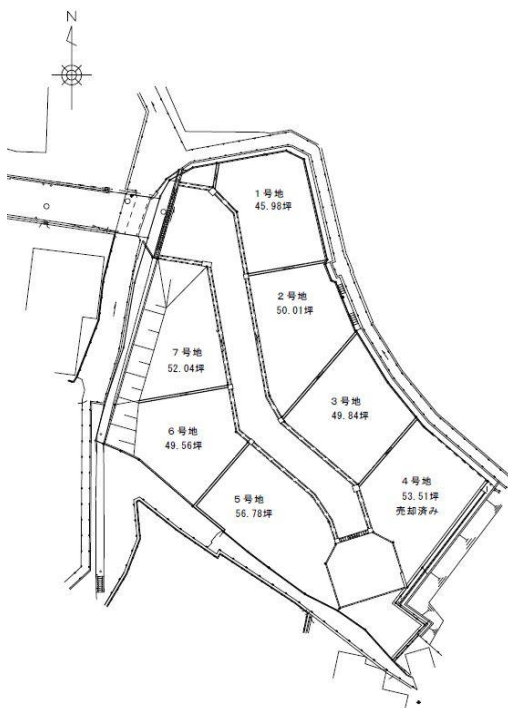 N
1号地
45.98坪
2号地
50.01坪
3号地
49.84坪
7号地
52.04坪
6号地
49.56坪
4号地
53.51坪
売却済み
5号地
56.78坪